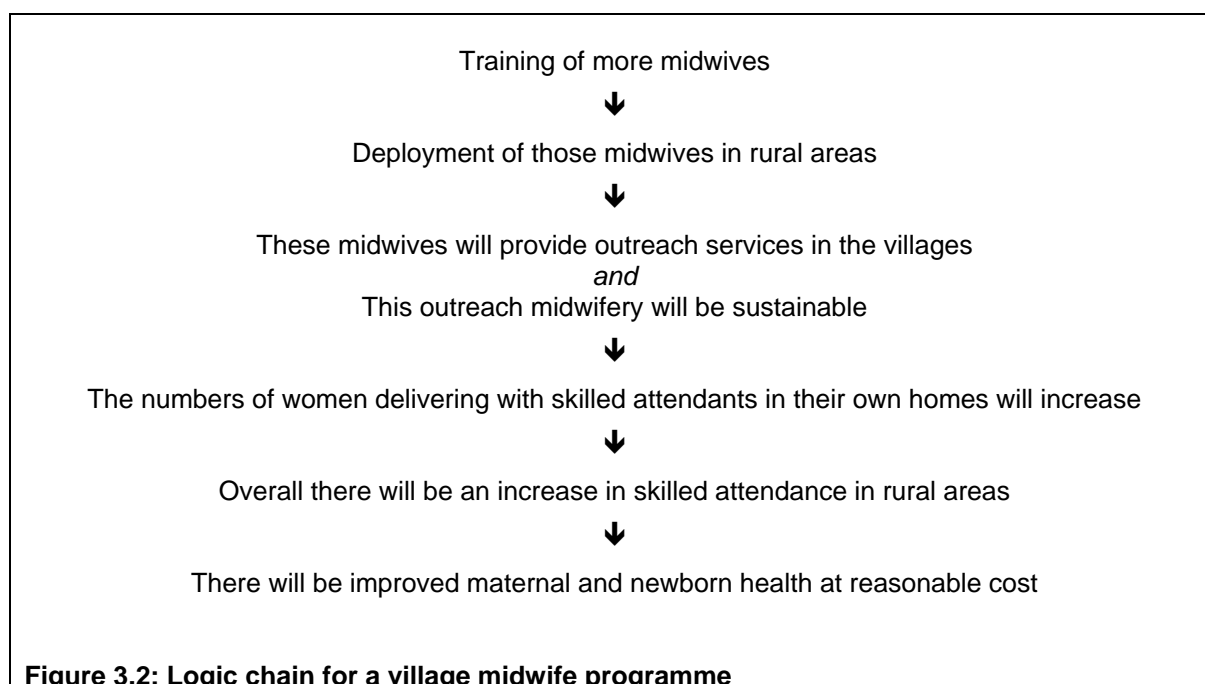 Training of more midwives
🡻
Deployment of those midwives in rural areas
🡻
These midwives will provide outreach services in the villages
and
This outreach midwifery will be sustainable
🡻
The numbers of women delivering with skilled attendants in their own homes will increase
🡻
Overall there will be an increase in skilled attendance in rural areas
🡻
There will be improved maternal and newborn health at reasonable cost
Figure 3.2: Logic chain for a village midwife programme